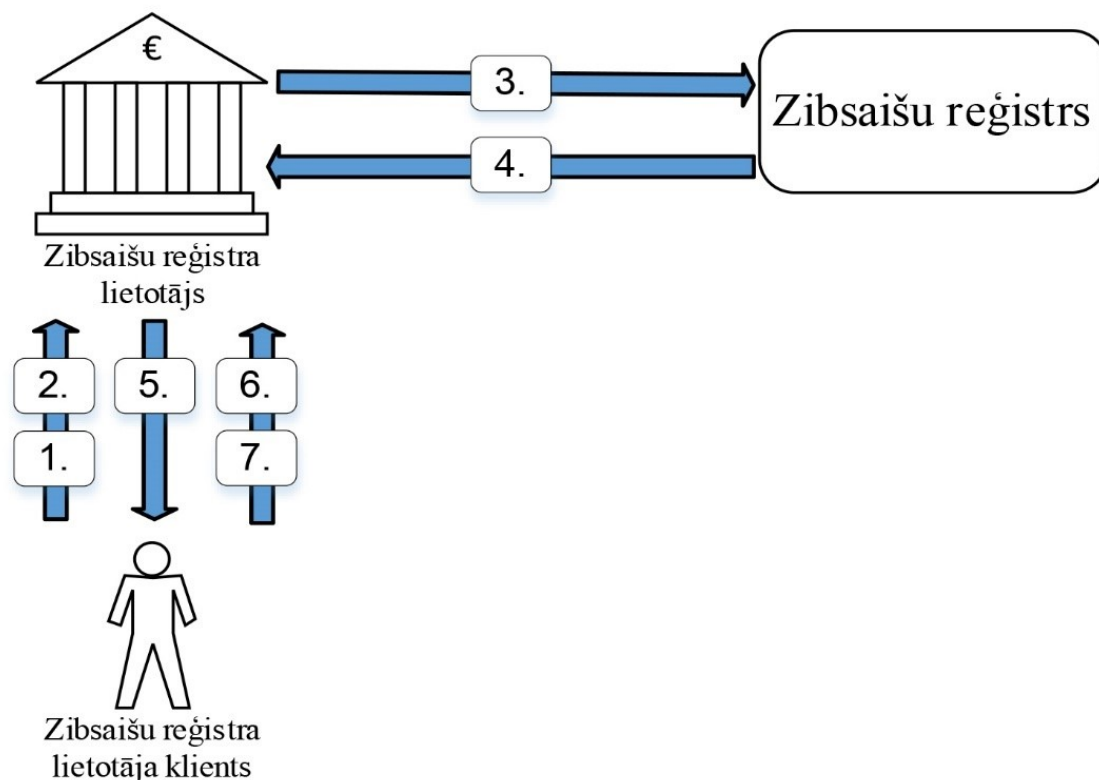 €
3.
Zibsaišu reģistrs
4.
Zibsaišu reģistra
lietotājs
2.
5.
6.
1.
7.
Zibsaišu reģistra
lietotāja klients